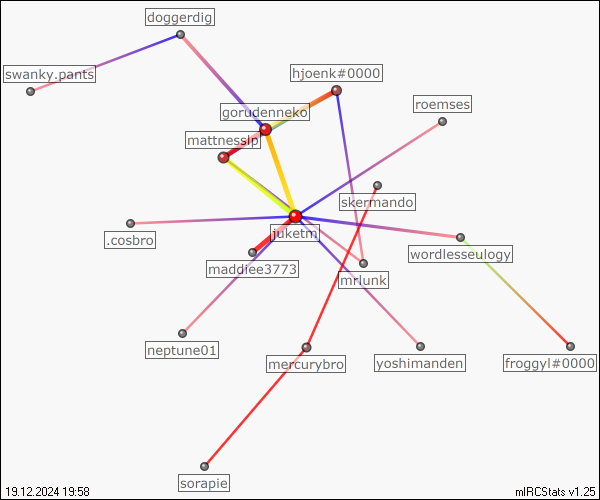 doggerdig
swanky.pants
hjoenk#0000
gorudenneko
roemses
mattnesslp
skermando
juketm
.cosbro
wordlesseulogy
maddiee3773
mrlunk
neptune01
mercurybro
yoshimanden
froggyl#0000
sorapie
19.12.2024 19:58
mIRCStats v1.25